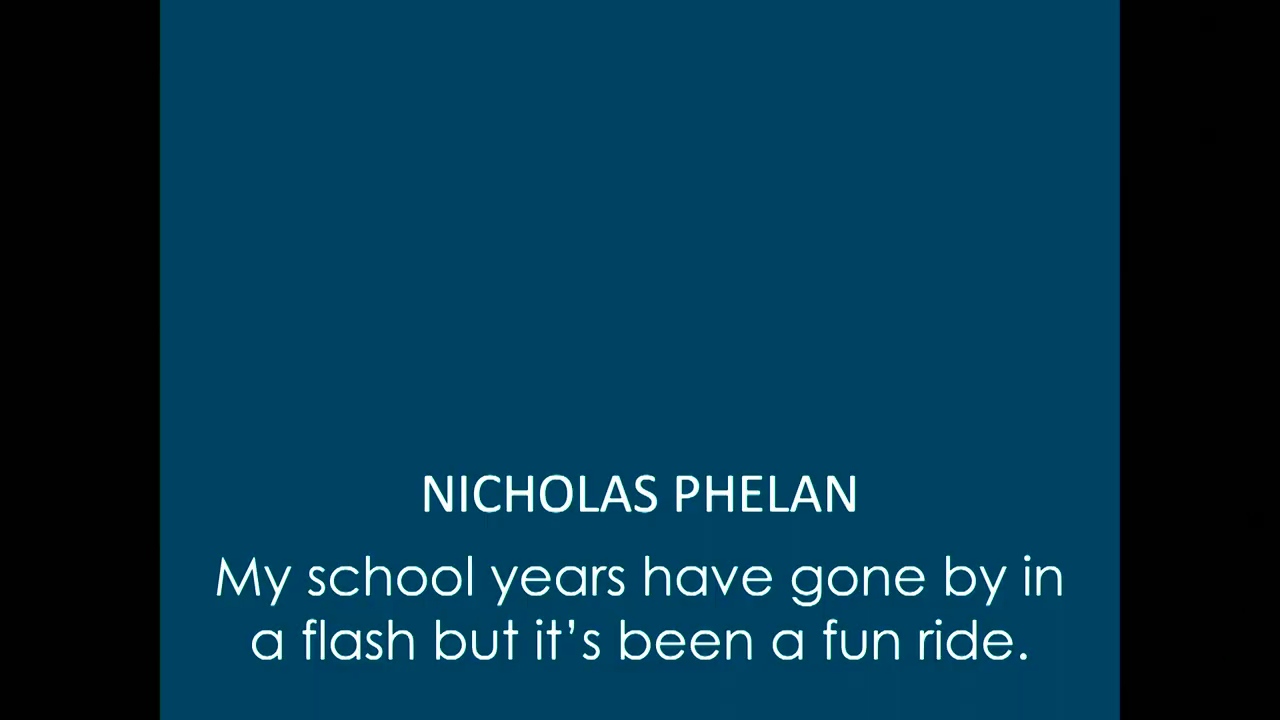 NICHOLAS PHELAN
My school years have gone by in
a flash but it’s been a fun ride.